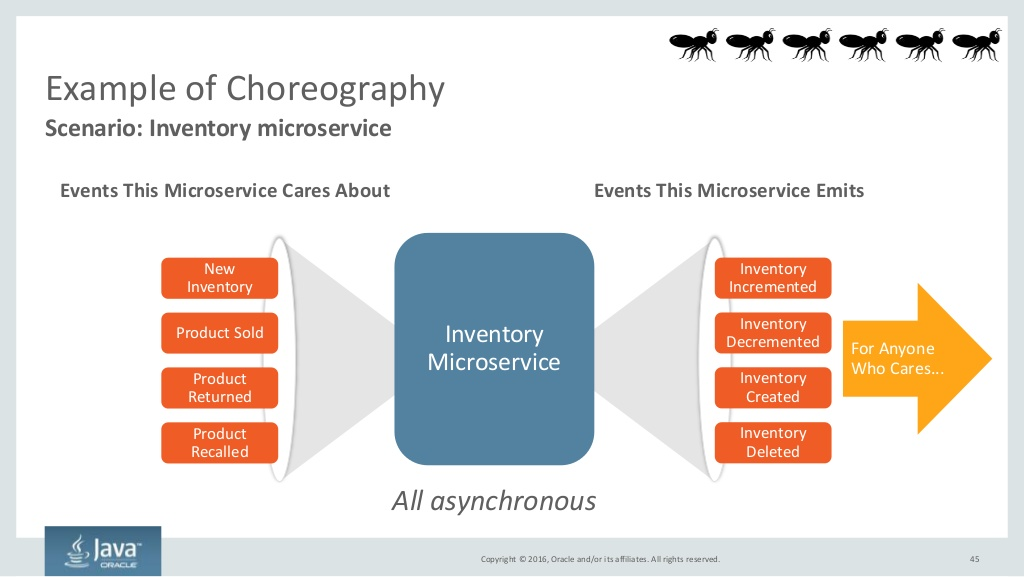 Example of Choreography
Scenario: Inventory microservice
Events This Microservice Cares About
Events This Microservice Emits
New
Inventory
Product Sold
Product
Returned
Product
Recalled
Inventory
Microservice
Inventory
Incremented
Inventory
Decremented
Inventory
Created
Inventory
Deleted
For Anyone
Who Cares...
All asynchronous
Java™
ORACLE
Copyright © 2016, Oracle and/or its affiliates. All rights reserved.
45